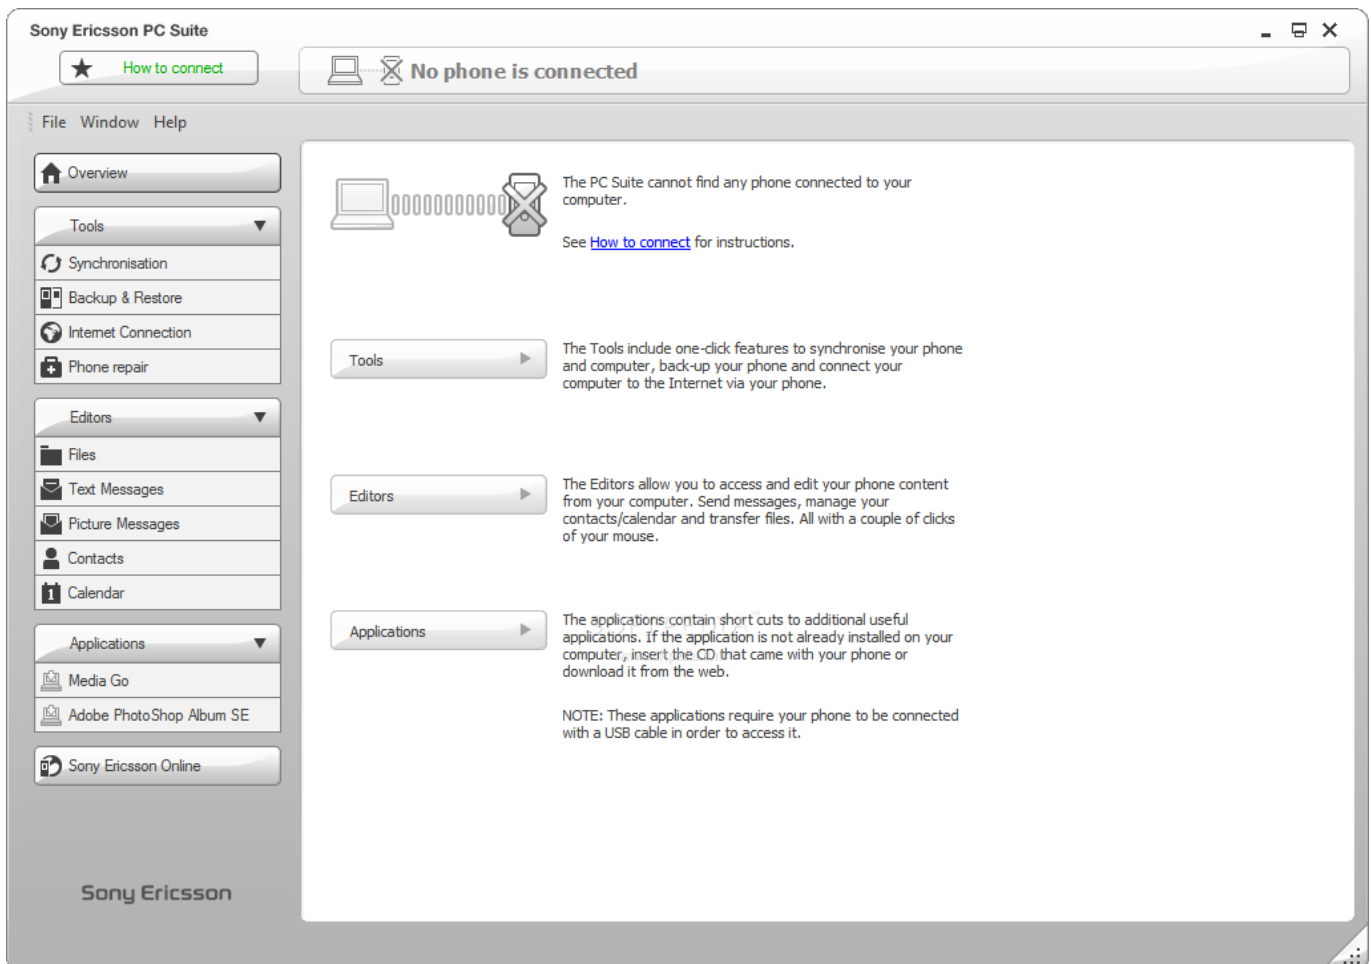 Sony Ericsson PC Suite
How to connect
No phone is connected
File Window Help
Overview
Tools
Synchronisation
Backup & Restore
Internet Connection
Phone repair
Editors
Files
Text Messages
Picture Messages
Contacts
1 Calendar
Applications
Media Go
Adobe PhotoShop Album SE
Sony Ericsson Online
Sony Ericsson
The PC Suite cannot find any phone connected to your
computer.
See How to connect for instructions.
Tools
The Tools include one-click features to synchronise your phone
and computer, back-up your phone and connect your
computer to the Internet via your phone.
Editors
The Editors allow you to access and edit your phone content
from your computer. Send messages, manage your
contacts/calendar and transfer files. All with a couple of clicks
of your mouse.
Applications
The applications contain short cuts to additional useful
applications. If the application is not already installed on your
computer, insert the CD that came with your phone or
download it from the web.
NOTE: These applications require your phone to be connected
with a USB cable in order to access it.